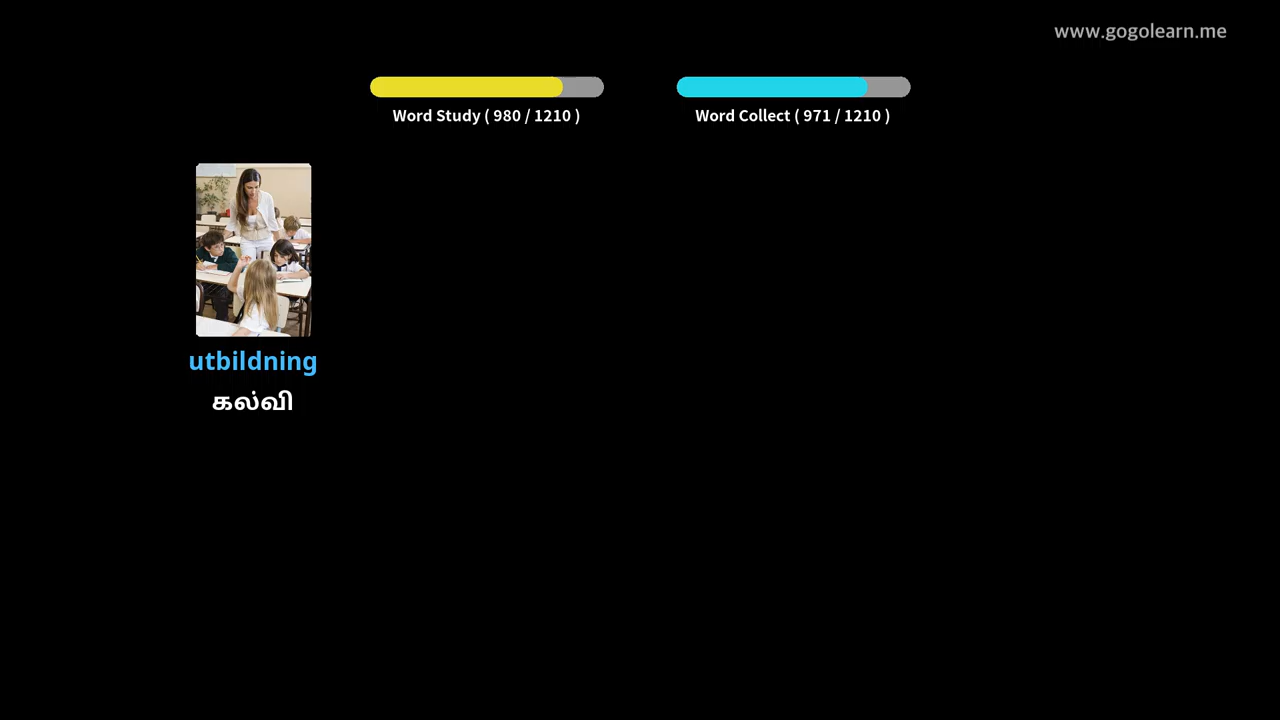 www.gogolearn.me
Word Study ( 980 / 1210 )
Word Collect ( 971 / 1210 )
utbildning
கல்வி